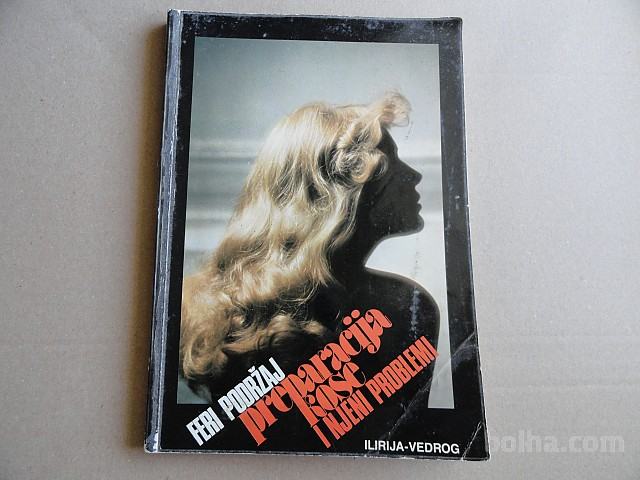 FERI PODRŽAJ
preparacija
kose
I NJENI PROBLEMI
ILIRIJA-VEDROG
bolha.com